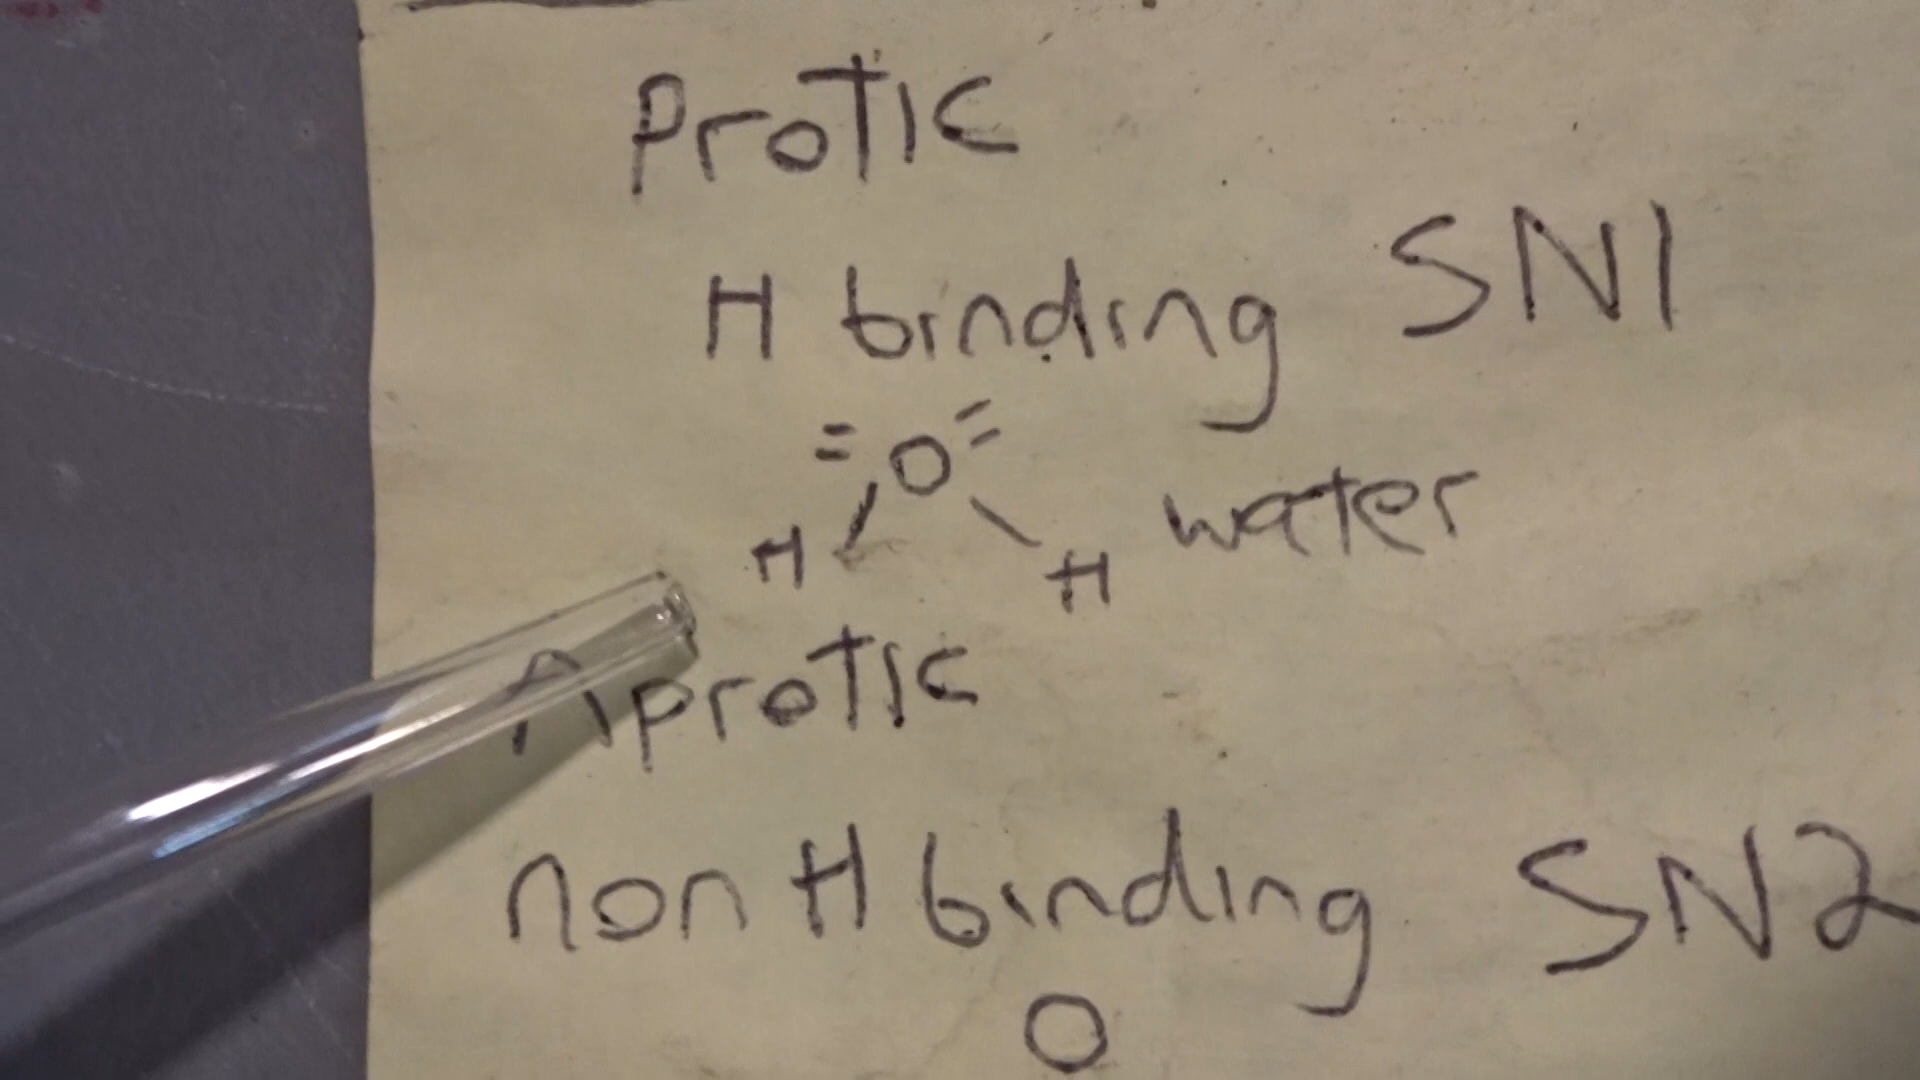 Protic
H binding SN1
O
H H water
Aprotic
non H binding SN2
O